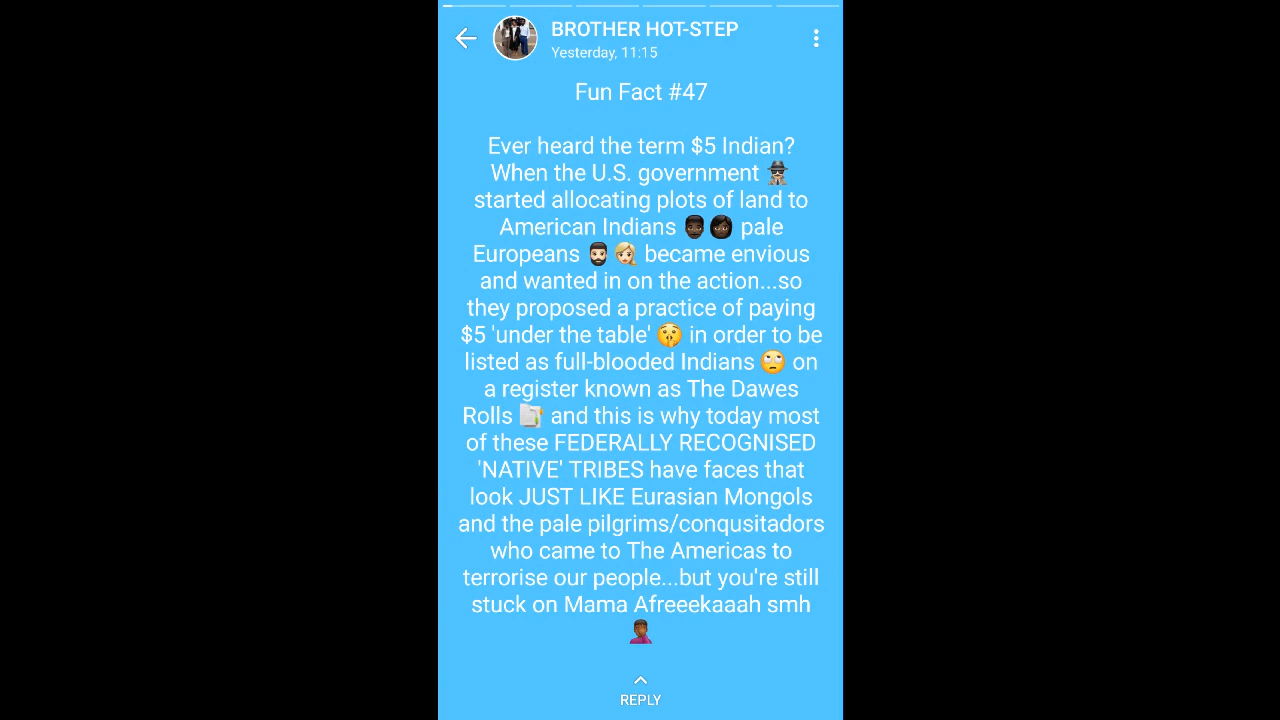 BROTHER HOT-STEP
Yesterday, 11:15
Fun Fact #47
Ever heard the term $5 Indian?
When the U.S. government 🕵
started allocating plots of land to
American Indians 🧔🏿👩🏿 pale
Europeans 🧔🏻👱🏻‍♀️ became envious
and wanted in on the action...so
they proposed a practice of paying
$5 'under the table' 🤫 in order to be
listed as full-blooded Indians 🙄 on
a register known as The Dawes
Rolls 📑 and this is why today most
of these FEDERALLY RECOGNISED
'NATIVE' TRIBES have faces that
look JUST LIKE Eurasian Mongols
and the pale pilgrims/conqusitadors
who came to The Americas to
terrorise our people...but you're still
stuck on Mama Afreeekaaah smh
🤦🏾‍♂️
REPLY